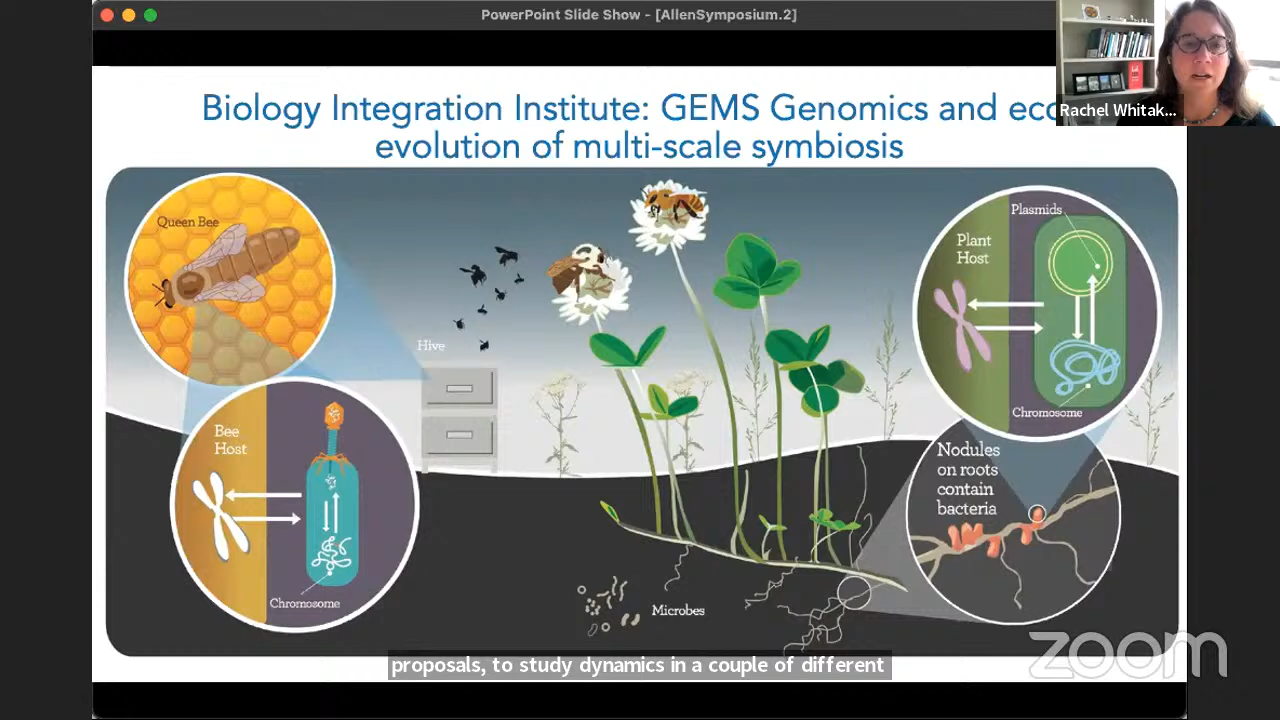 PowerPoint Slide Show - [AllenSymposium.2]
Biology Integration Institute: GEMS Genomics and eco
evolution of multi-scale symbiosis
Rachel Whitak...
Queen Bee
Plasmids
Plant
Host
Hive
Chromosome
Bee
Host
Nodules
on roots
contain
bacteria
Chromosome
Microbes
zoom
proposals, to study dynamics in a couple of different